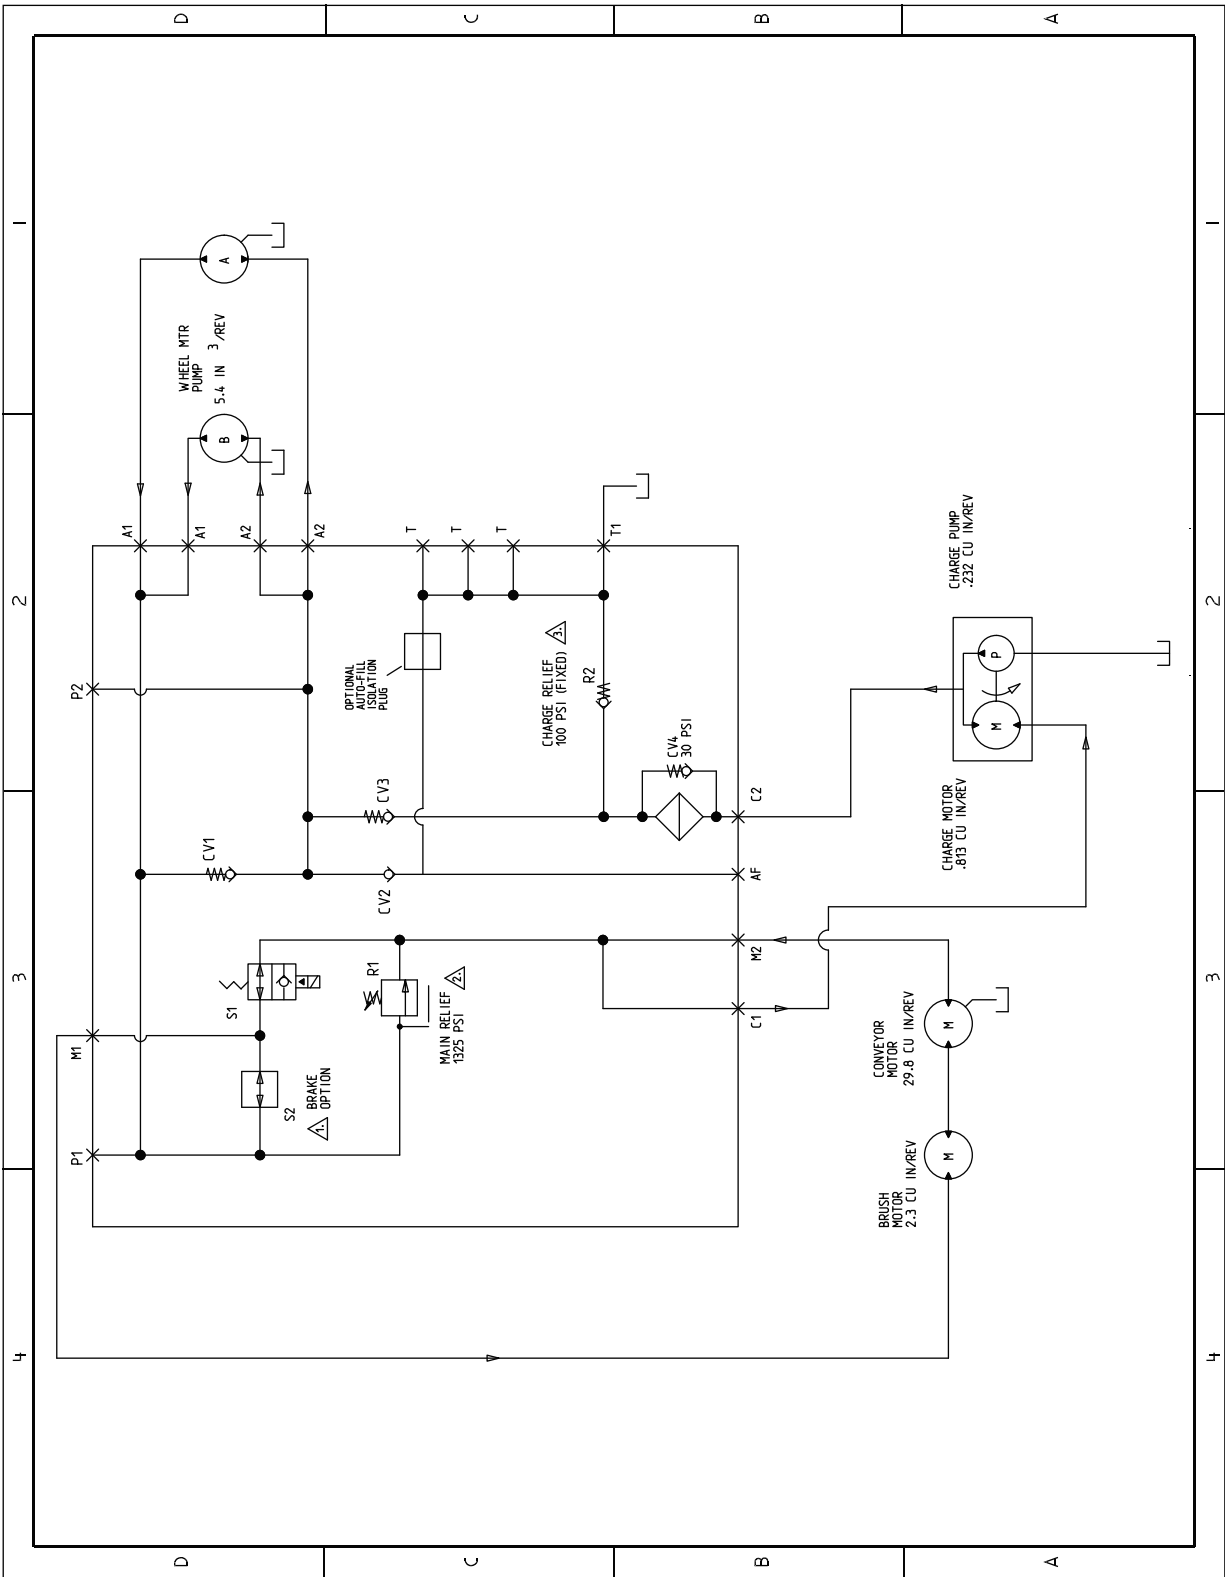 4
3
2
1
D
D
P1
M1
P2
A1
A1
A2
A2
WHEEL MTR
PUMP
5.4 IN 3 /REV
B
A
CV1
S1
S2
1.
BRAKE
OPTION
R1
MAIN RELIEF
1325 PSI
2.
CV2
CV3
OPTIONAL
AUTO-FILL
ISOLATION
PLUG
T
T
T
C
C
CHARGE RELIEF
100 PSI (FIXED)
3.
R2
T1
CV4
30 PSI
C1
M2
AF
C2
B
B
BRUSH
MOTOR
2.3 CU IN/REV
M
CONVEYOR
MOTOR
29.8 CU IN/REV
M
CHARGE MOTOR
.813 CU IN/REV
CHARGE PUMP
.232 CU IN/REV
M
P
A
A
4
3
2
1